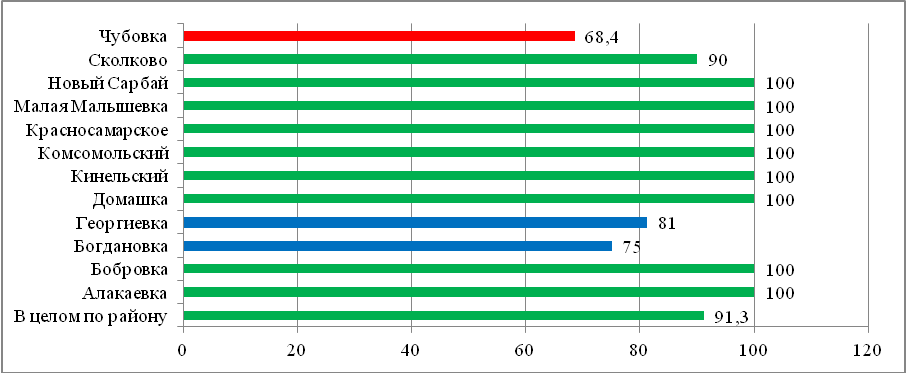 Чубовка 68,4
Сколково 90
Новый Сарбай 100
Малая Малышевка 100
Красносамарское 100
Комсомольский 100
Кинельский 100
Домашка 100
Георгиевка 81
Богдановка 75
Бобровка 100
Алакаевка 100
В целом по району 91,3
0 20 40 60 80 100 120